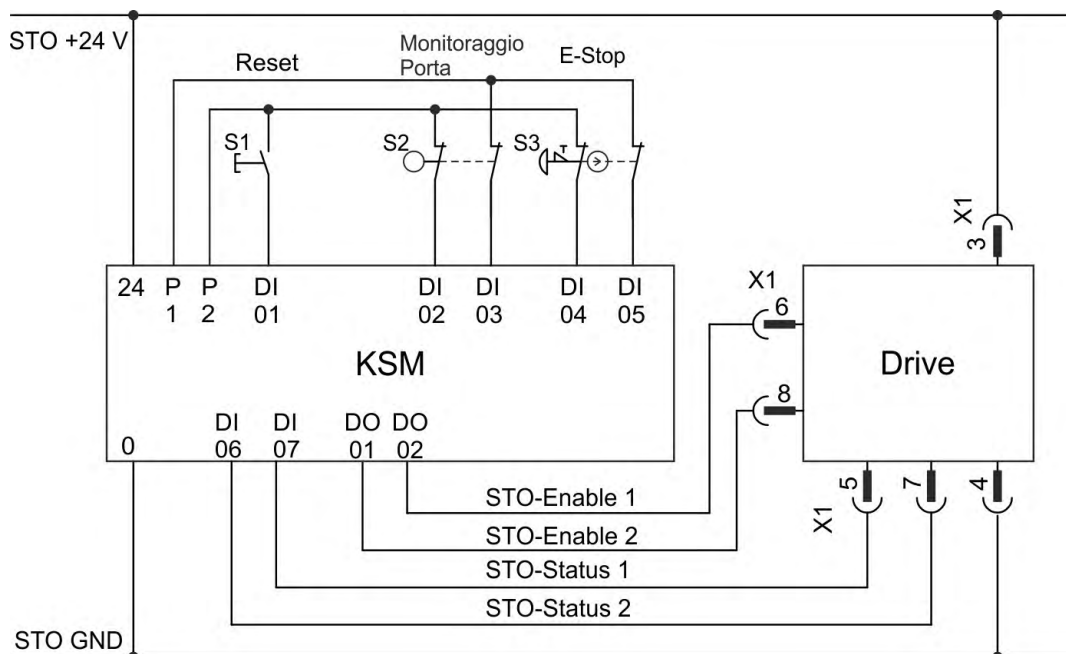 STO +24 V
Reset
Monitoraggio
Porta
E-Stop
S1
S2
S3
X1
3
24 P P DI DI DI DI DI
1 2 01 02 03 04 05
X1
6
KSM
Drive
8
DI DI DO DO
0 06 07 01 02
5 7 4
X1
STO-Enable 1
STO-Enable 2
STO-Status 1
STO-Status 2
STO GND